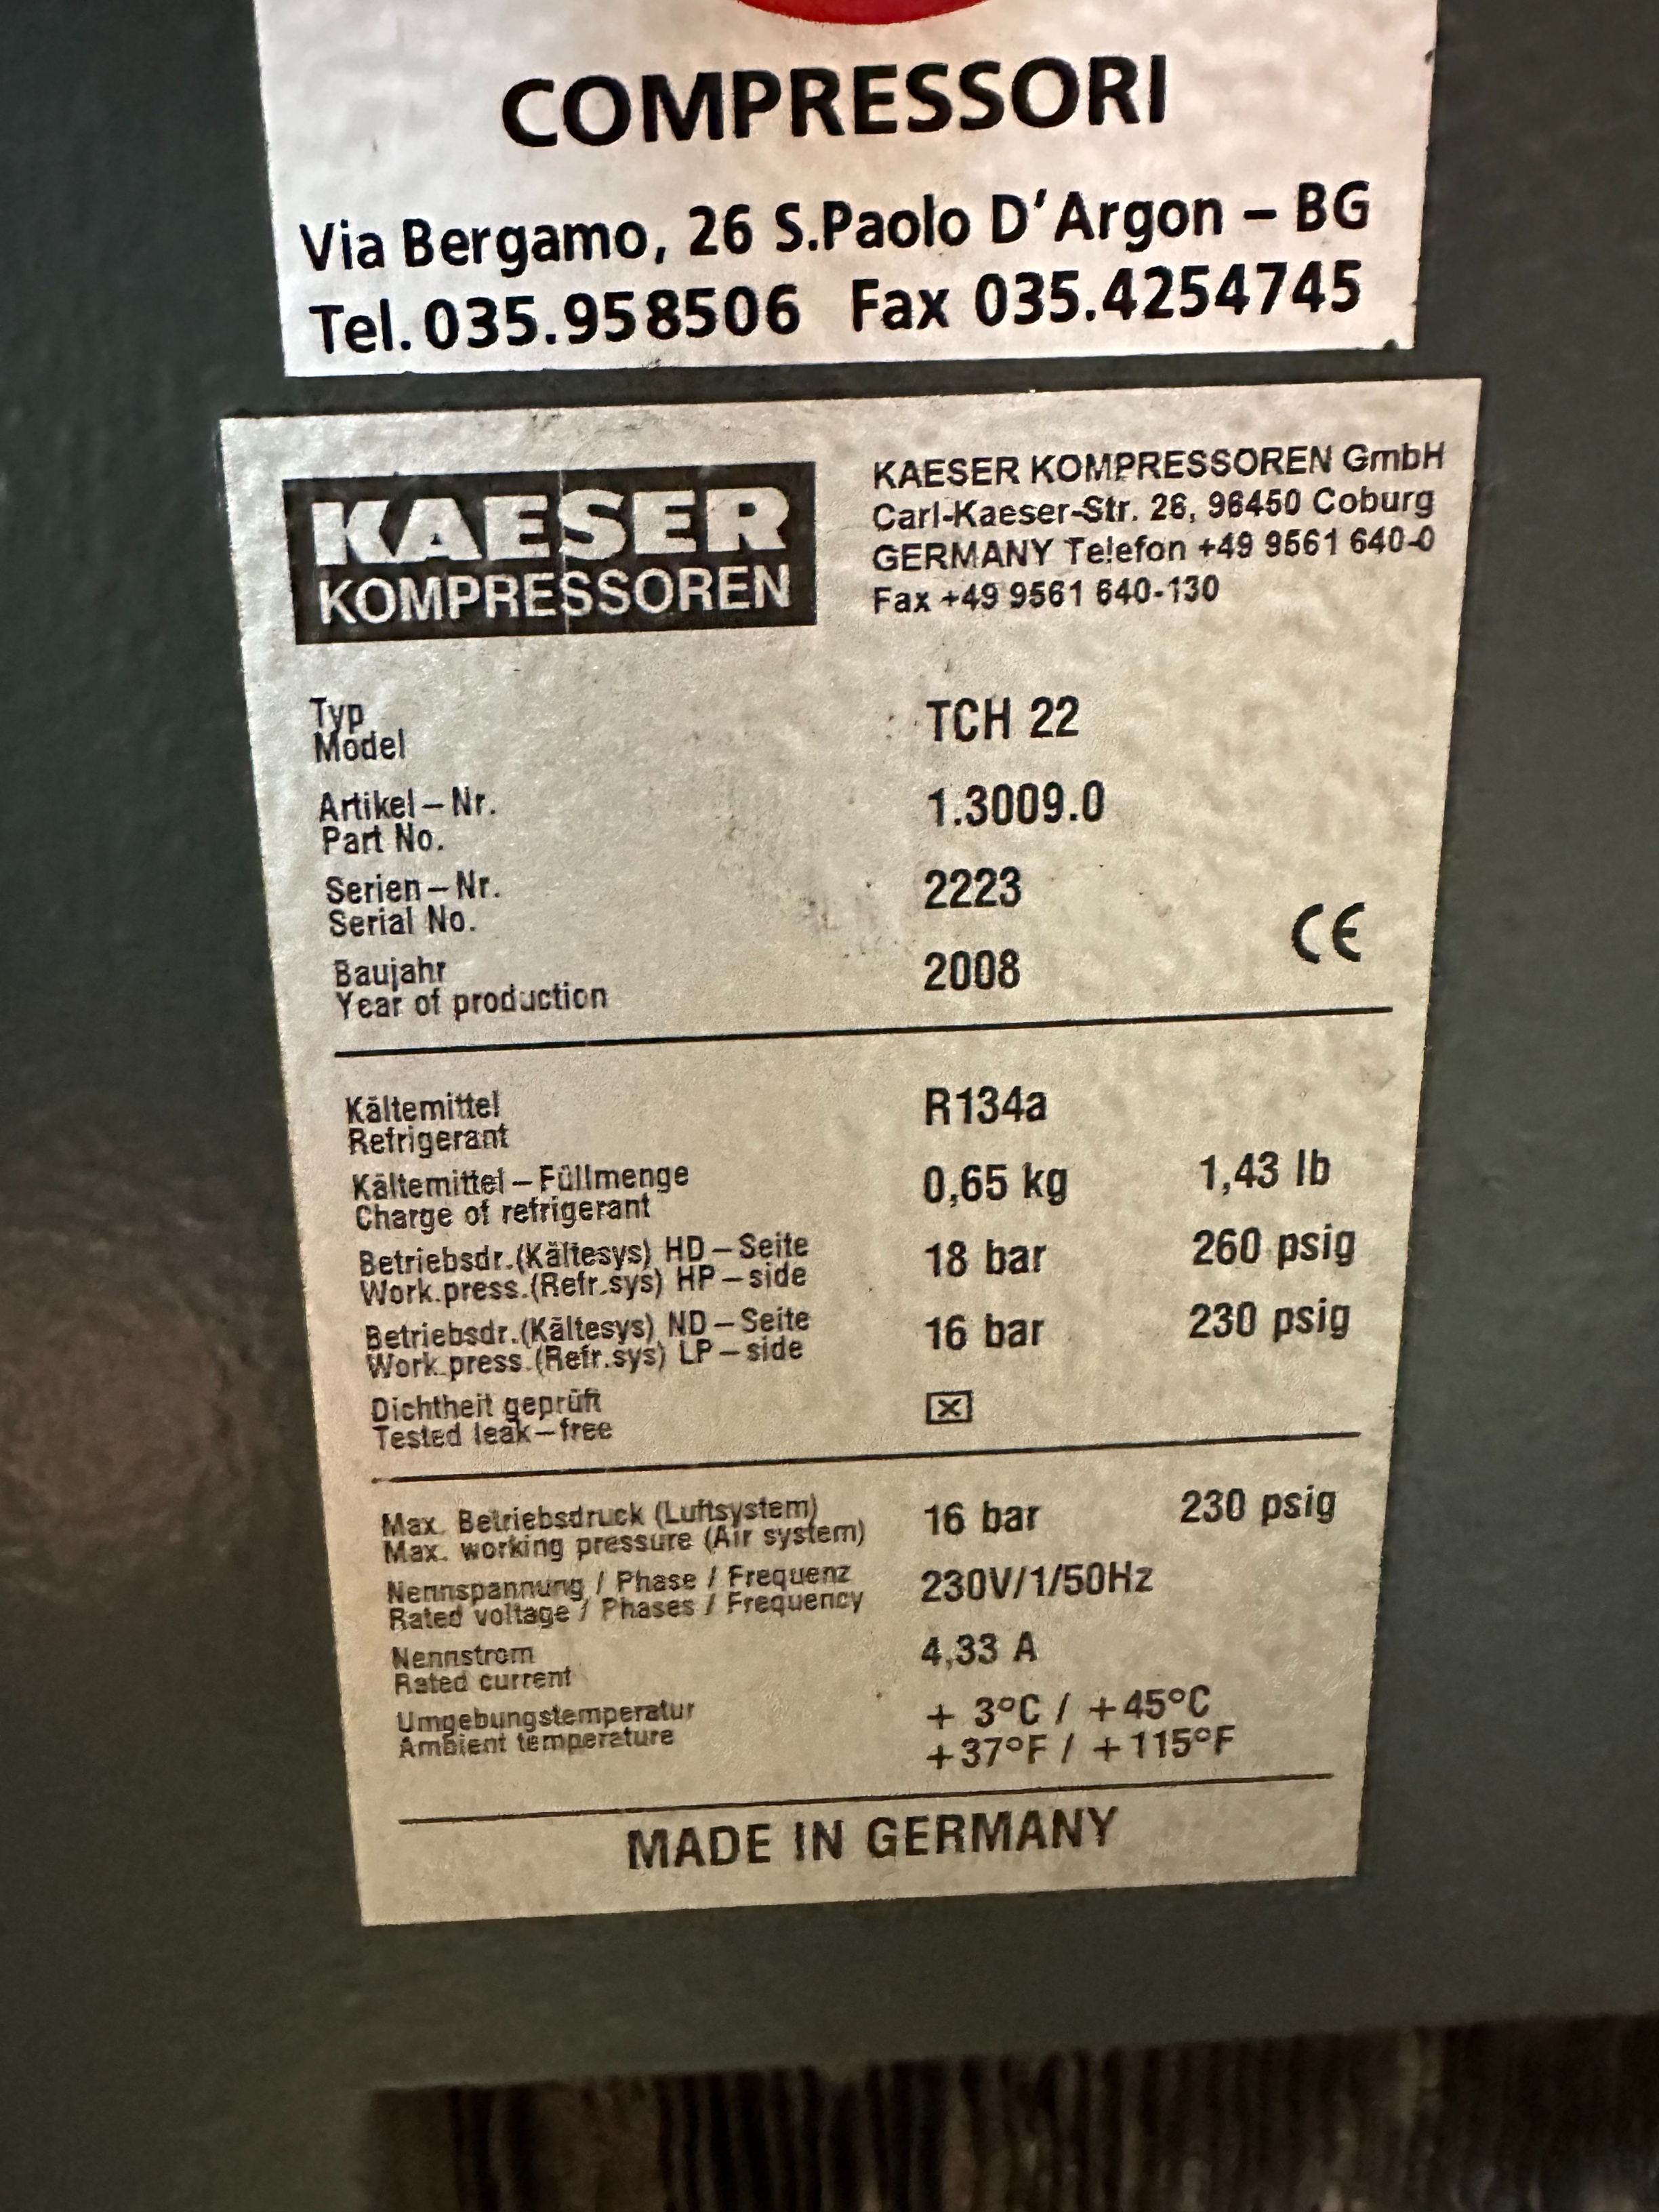 COMPRESSORI
Via Bergamo, 26 S.Paolo D'Argon – BG
Tel. 035.958506 Fax 035.4254745
KAESER
KOMPRESSOREN
KAESER KOMPRESSOREN GmbH
Carl-Kaeser-Str. 26, 96450 Coburg
GERMANY Telefon +49 9561 640-0
Fax +49 9561 640-130
Typ
Model
TCH 22
Artikel – Nr.
Part No.
1.3009.0
Serien – Nr.
Serial No.
2223
CE
Baujahr
Year of production
2008
Kältemittel
Refrigerant
R134a
Kältemittel – Füllmenge
Charge of refrigerant
0,65 kg 1,43 lb
Betriebsdr.(Kältesys) HD – Seite
Work.press.(Refr.sys) HP – side
18 bar 260 psig
Betriebsdr.(Kältesys) ND – Seite
Work.press.(Refr.sys) LP – side
16 bar 230 psig
Dichtheit geprüft
Tested leak – free
☒
Max. Betriebsdruck (Luftsystem)
Max. working pressure (Air system)
16 bar 230 psig
Nennspannung / Phase / Frequenz
Rated voltage / Phases / Frequency
230V/1/50Hz
Nennstrom
Rated current
4,33 A
Umgebungstemperatur
Ambient temperature
+ 3°C / +45°C
+37°F / +115°F
MADE IN GERMANY